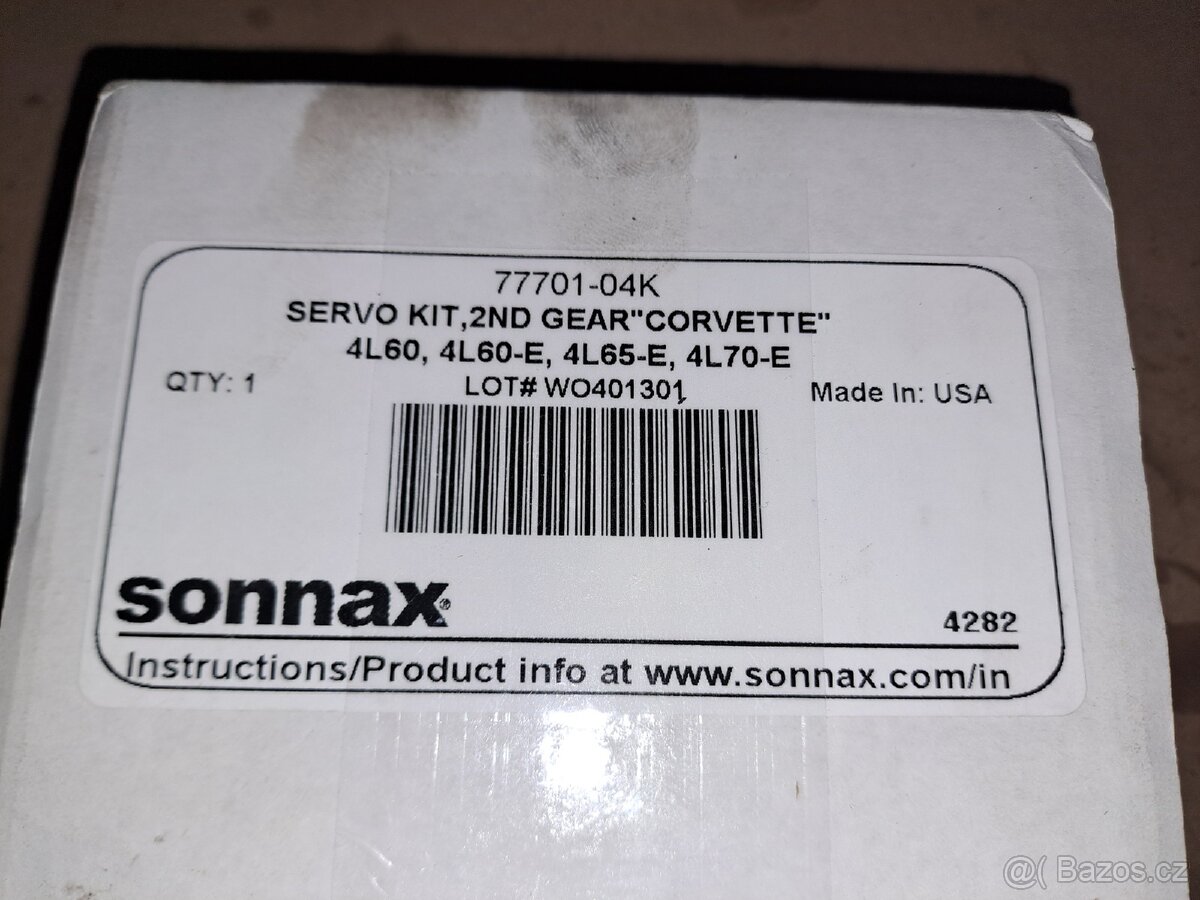 77701-04K
SERVO KIT,2ND GEAR"CORVETTE"
4L60, 4L60-E, 4L65-E, 4L70-E
QTY: 1
LOT# WO401301
Made In: USA
sonnax®
4282
Instructions/Product info at www.sonnax.com/in
@( Bazos.cz